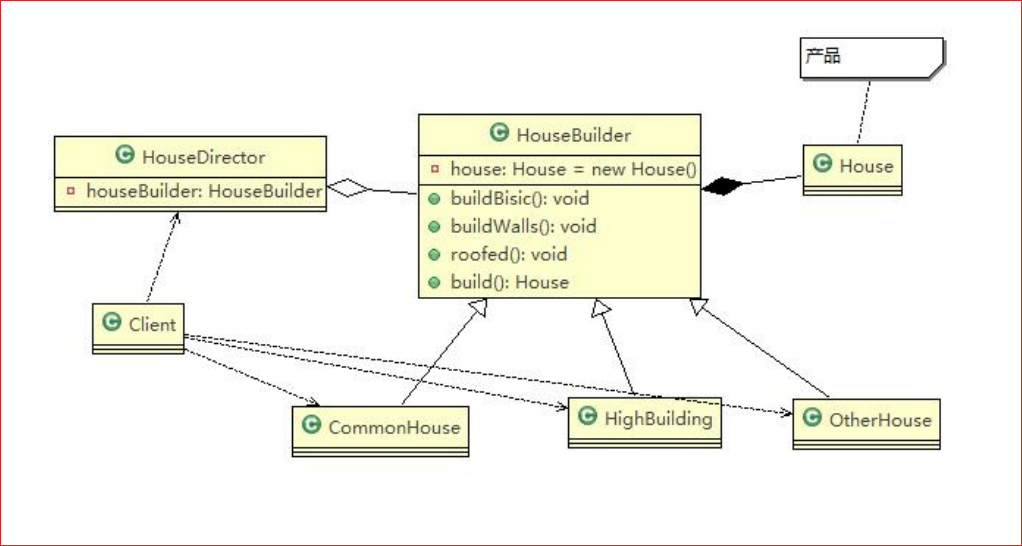 产品
HouseDirector
houseBuilder: HouseBuilder
HouseBuilder
house: House = new House()
buildBisic(): void
buildWalls(): void
roofed(): void
build(): House
House
Client
CommonHouse
HighBuilding
OtherHouse